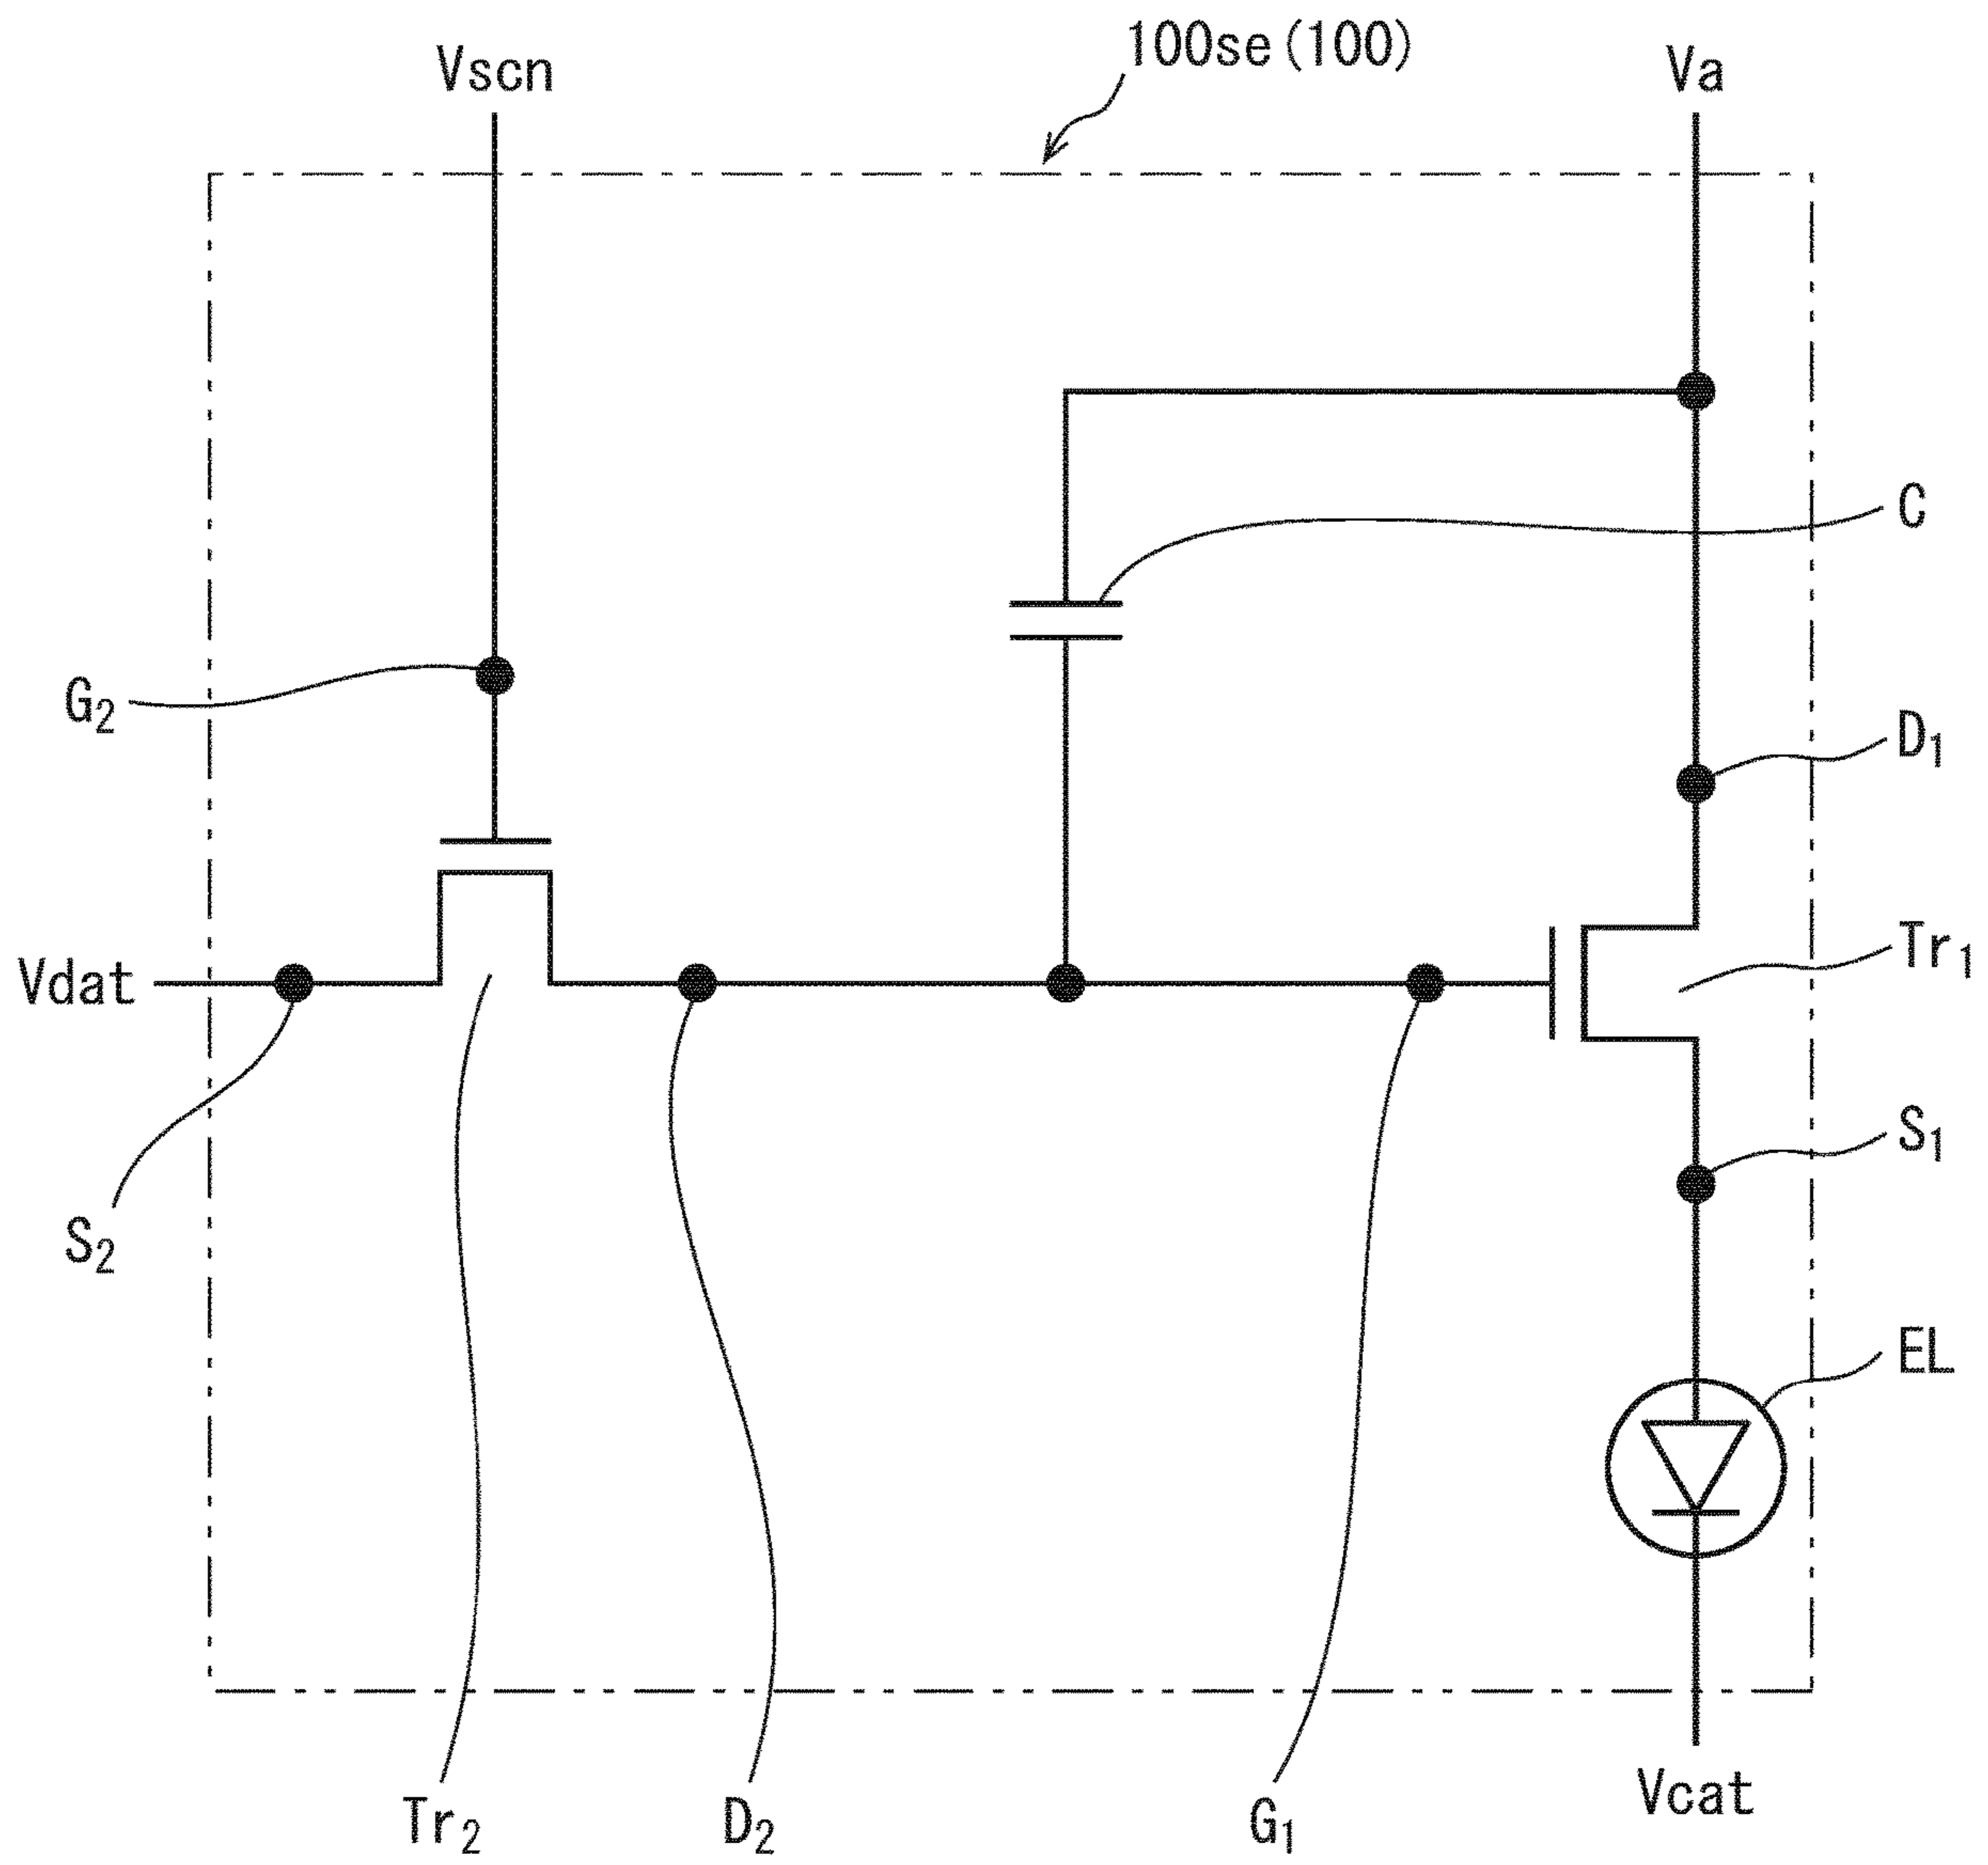 100se(100)
Vscn
Va
C
G2
D1
Tr1
Vdat
S1
S2
EL
Vcat
Tr2
D2
G1